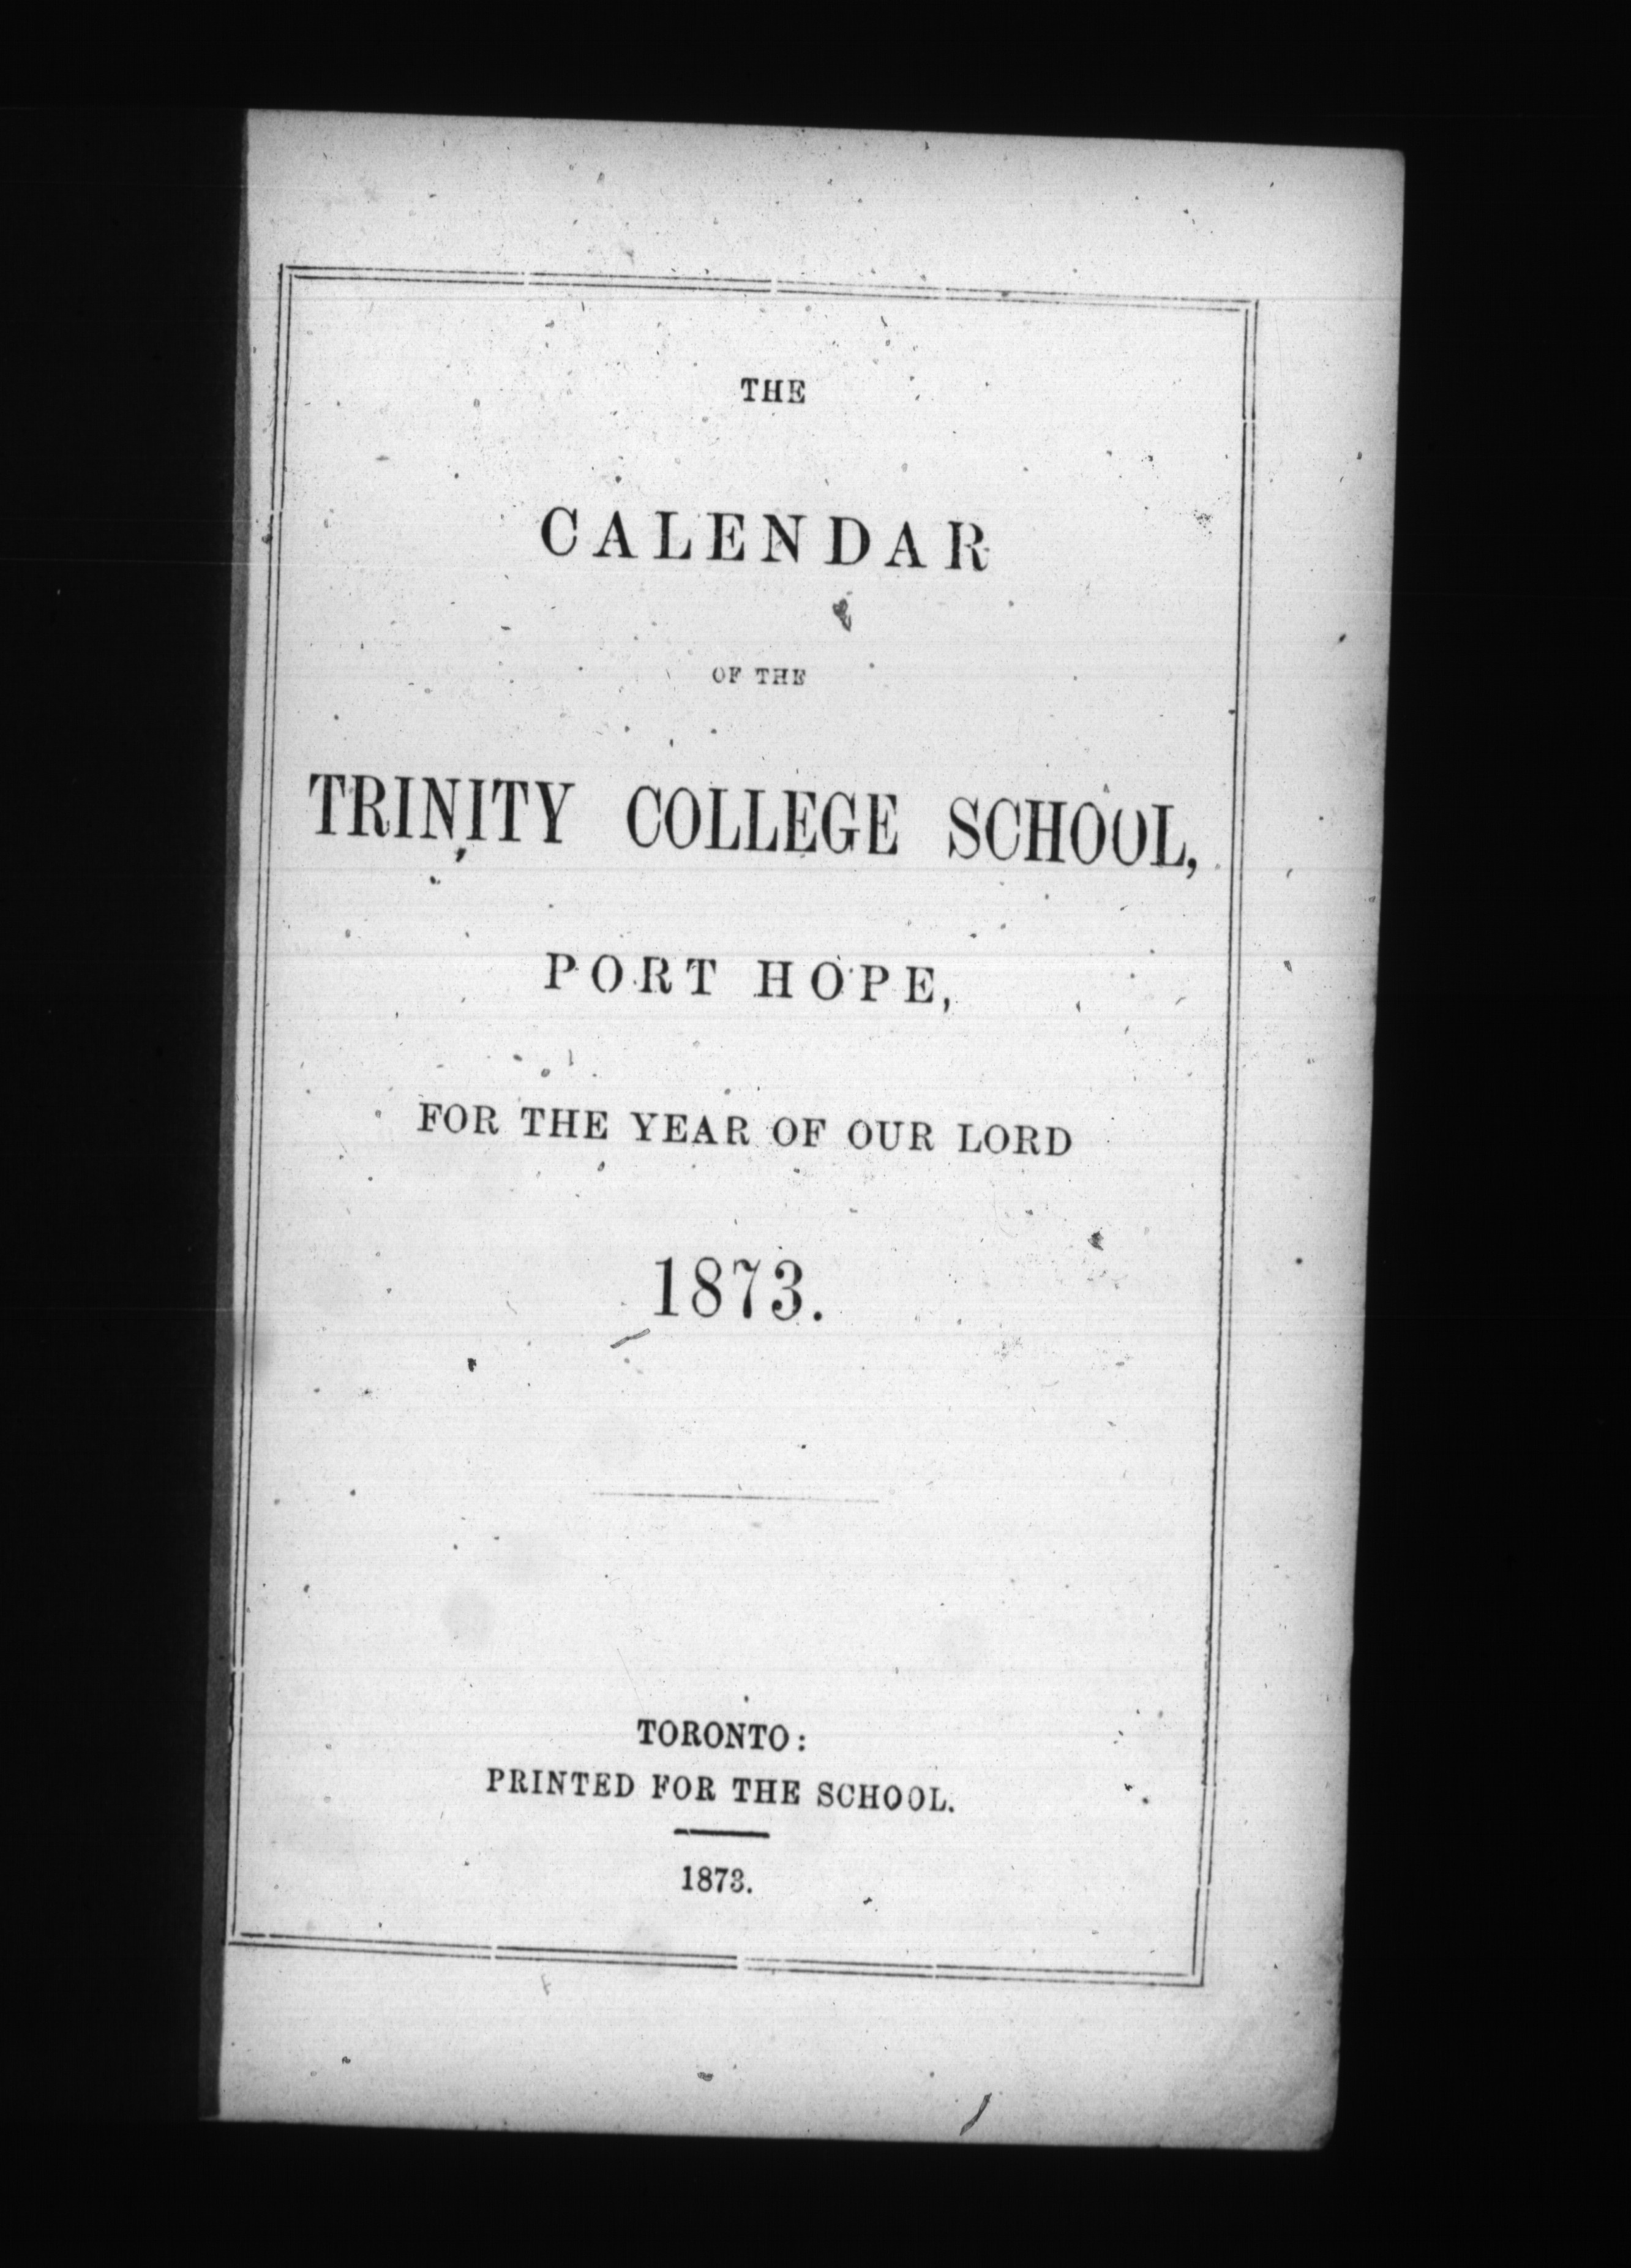 THE
CALENDAR
OF THE
TRINITY COLLEGE SCHOOL,
PORT HOPE,
FOR THE YEAR OF OUR LORD
1873.
TORONTO:
PRINTED FOR THE SCHOOL.
1873.